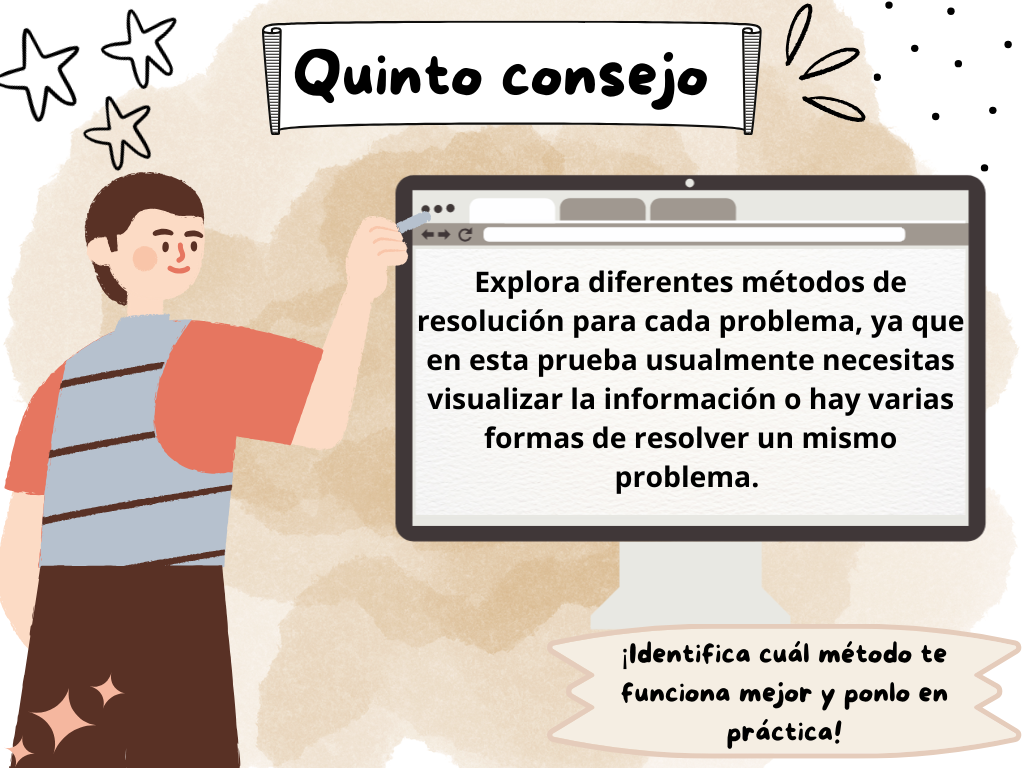 Quinto consejo
Explora diferentes métodos de
resolución para cada problema, ya que
en esta prueba usualmente necesitas
visualizar la información o hay varias
formas de resolver un mismo
problema.
¡Identifica cuál método te
funciona mejor y ponlo en
práctica!